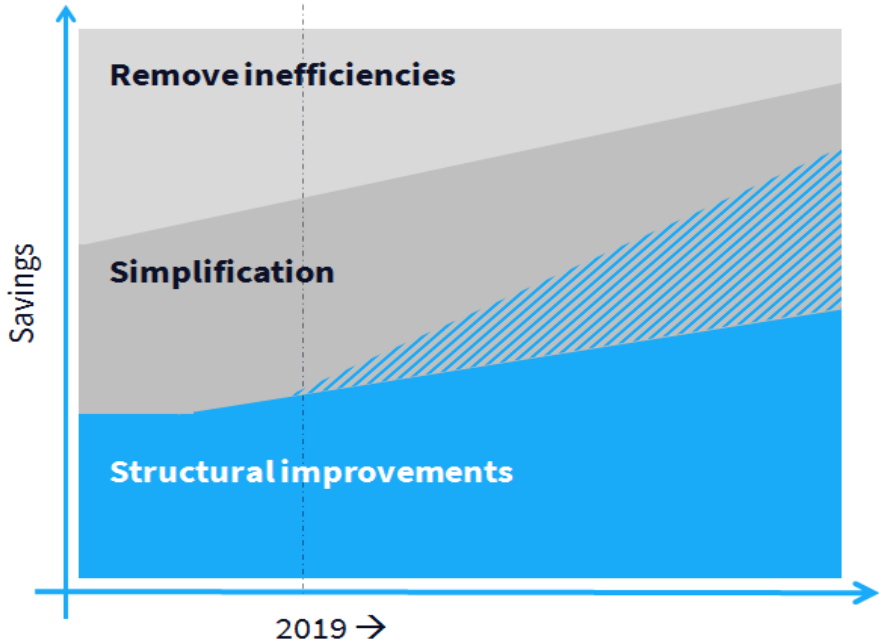 Remove inefficiencies
Simplification
Savings
Structural improvements
2019 →